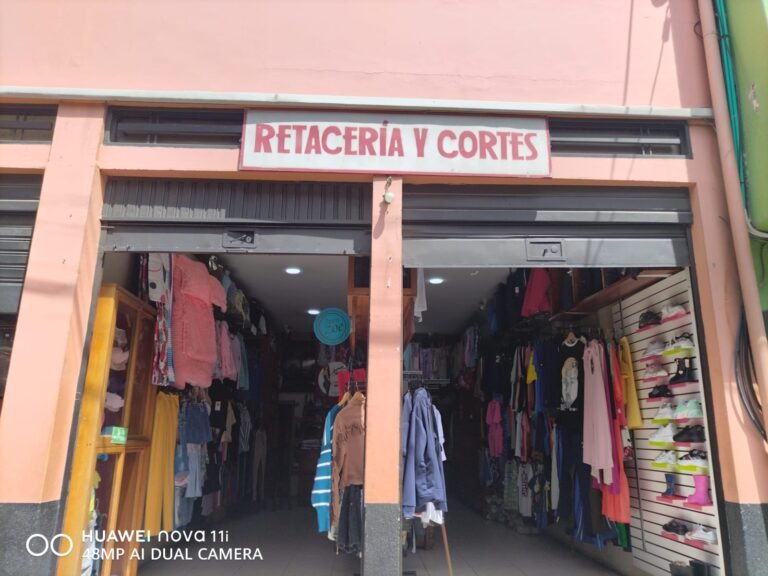 RETACERÍA Y CORTES
HUAWEI nova 11i
48MP AI DUAL CAMERA